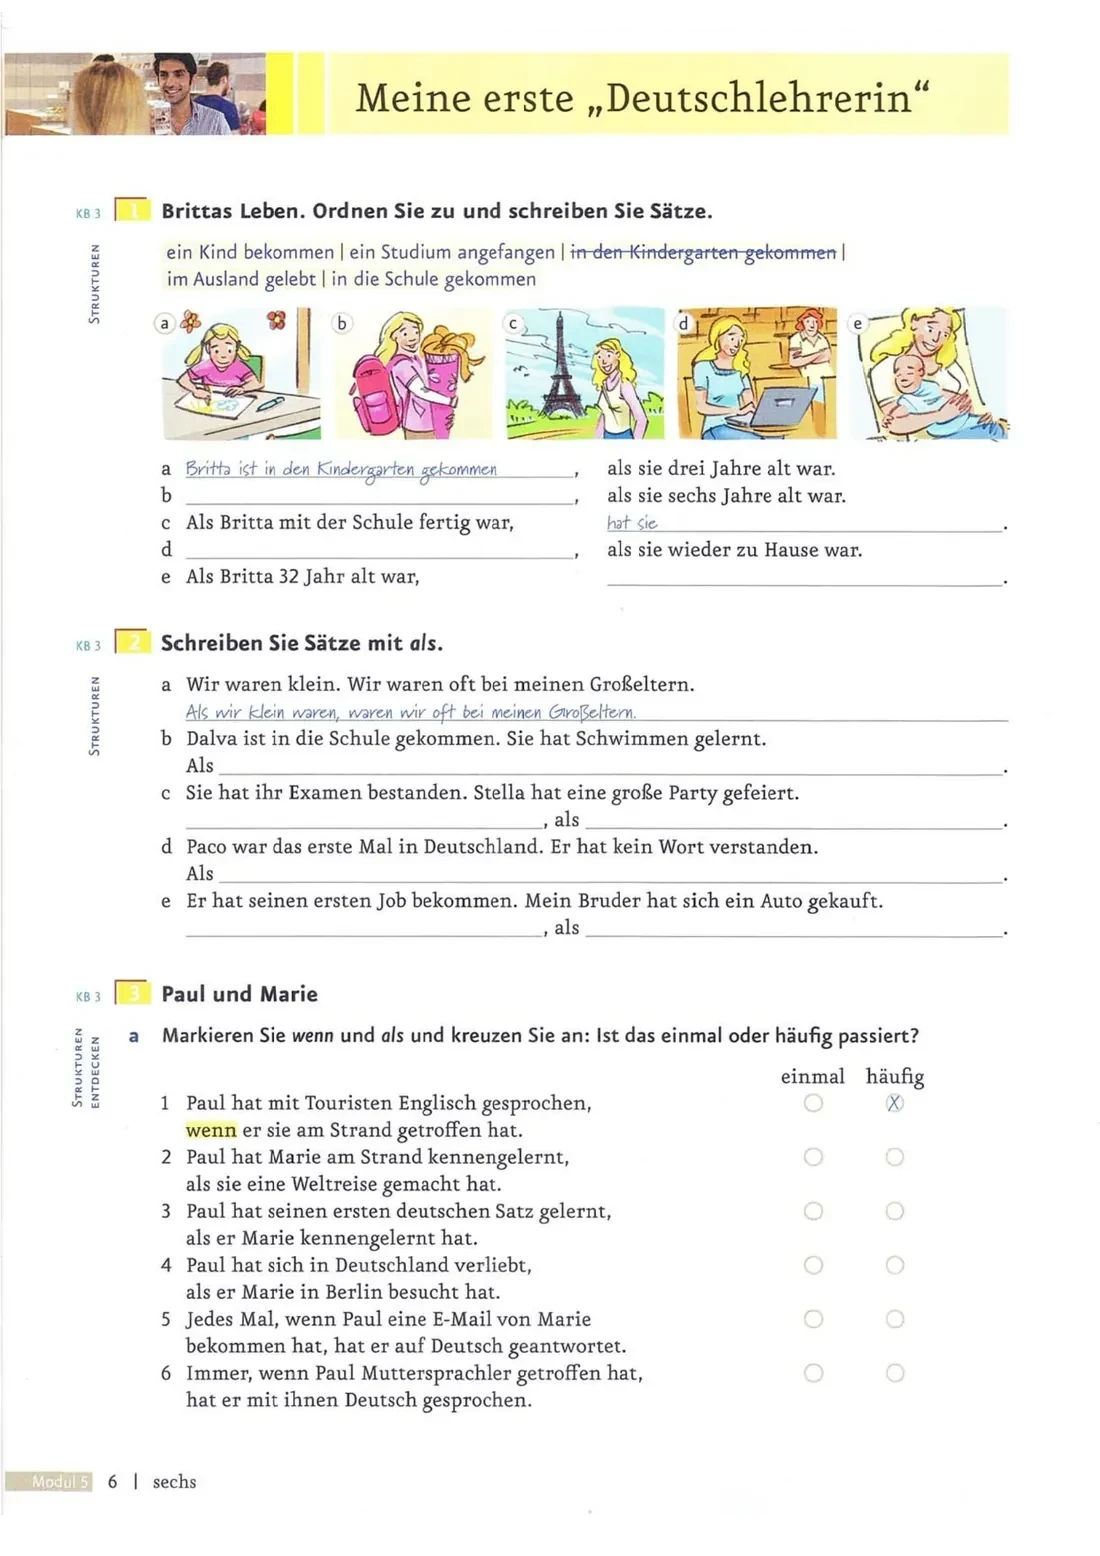 Meine erste „Deutschlehrerin“
KB 3 1 Brittas Leben. Ordnen Sie zu und schreiben Sie Sätze.
STRUKTUREN
ein Kind bekommen | ein Studium angefangen | in den Kindergarten gekommen |
im Ausland gelebt | in die Schule gekommen
a b c d e
a Britta ist in den Kindergarten gekommen, als sie drei Jahre alt war.
b ____, als sie sechs Jahre alt war.
c Als Britta mit der Schule fertig war, hat sie ____.
d ____, als sie wieder zu Hause war.
e Als Britta 32 Jahr alt war, ____.
KB 3 2 Schreiben Sie Sätze mit als.
STRUKTUREN
a Wir waren klein. Wir waren oft bei meinen Großeltern.
Als wir klein waren, waren wir oft bei meinen Großeltern.
b Dalva ist in die Schule gekommen. Sie hat Schwimmen gelernt.
Als ____.
c Sie hat ihr Examen bestanden. Stella hat eine große Party gefeiert.
____, als ____.
d Paco war das erste Mal in Deutschland. Er hat kein Wort verstanden.
Als ____.
e Er hat seinen ersten Job bekommen. Mein Bruder hat sich ein Auto gekauft.
____, als ____.
KB 3 3 Paul und Marie
STRUKTUREN
ENTDECKEN
a Markieren Sie wenn und als und kreuzen Sie an: Ist das einmal oder häufig passiert?
einmal häufig
1 Paul hat mit Touristen Englisch gesprochen, X
wenn er sie am Strand getroffen hat.
2 Paul hat Marie am Strand kennengelernt,
als sie eine Weltreise gemacht hat.
3 Paul hat seinen ersten deutschen Satz gelernt,
als er Marie kennengelernt hat.
4 Paul hat sich in Deutschland verliebt,
als er Marie in Berlin besucht hat.
5 Jedes Mal, wenn Paul eine E-Mail von Marie
bekommen hat, hat er auf Deutsch geantwortet.
6 Immer, wenn Paul Muttersprachler getroffen hat,
hat er mit ihnen Deutsch gesprochen.
Modul 5 6 | sechs